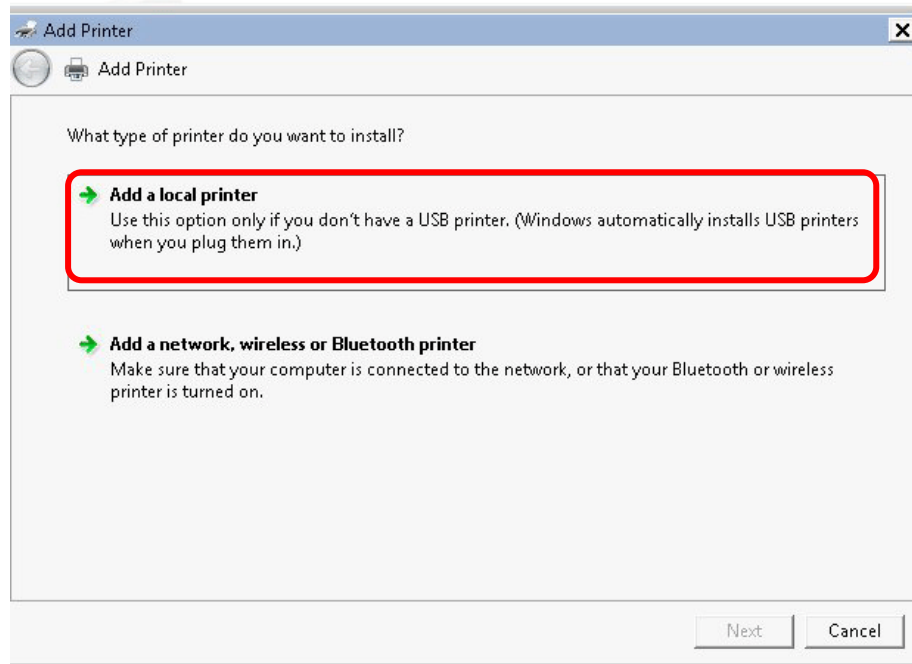 Add Printer
Add Printer
What type of printer do you want to install?
Add a local printer
Use this option only if you don't have a USB printer. (Windows automatically installs USB printers
when you plug them in.)
Add a network, wireless or Bluetooth printer
Make sure that your computer is connected to the network, or that your Bluetooth or wireless
printer is turned on.
Next Cancel